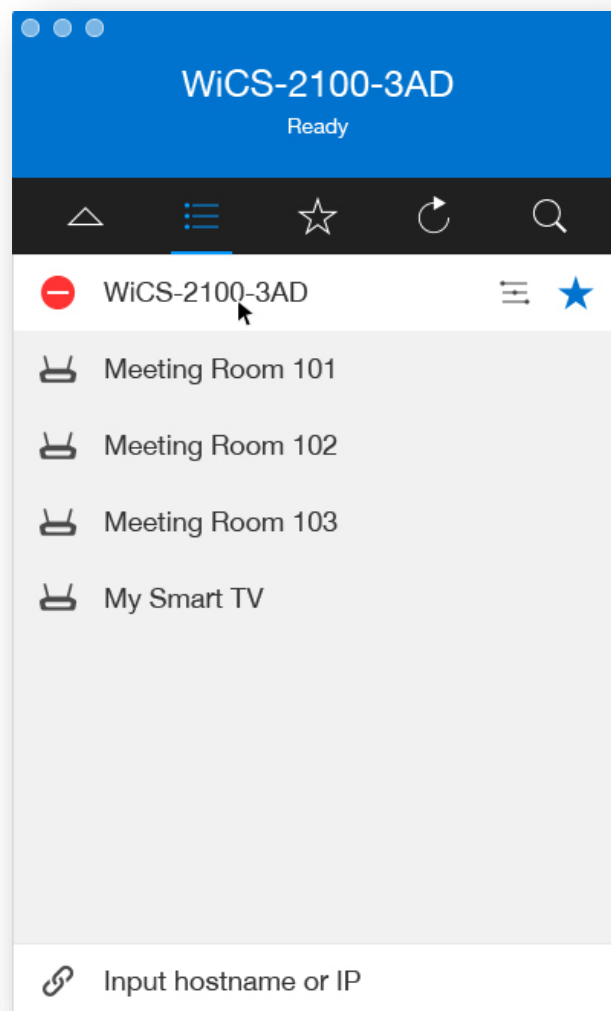 WiCS-2100-3AD
Ready
WiCS-2100-3AD
Meeting Room 101
Meeting Room 102
Meeting Room 103
My Smart TV
Input hostname or IP